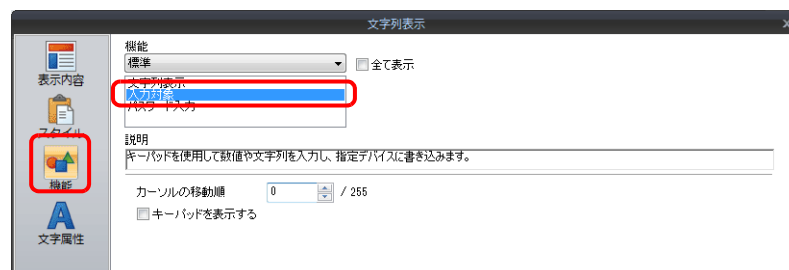 文字列表示
表示内容
スタイル
機能
文字属性
機能
標準
全て表示
文字列表示
入力対象
パスワード入力
説明
キーパッドを使用して数値や文字列を入力し、指定デバイスに書き込みます。
カーソルの移動順 0 / 255
キーパッドを表示する